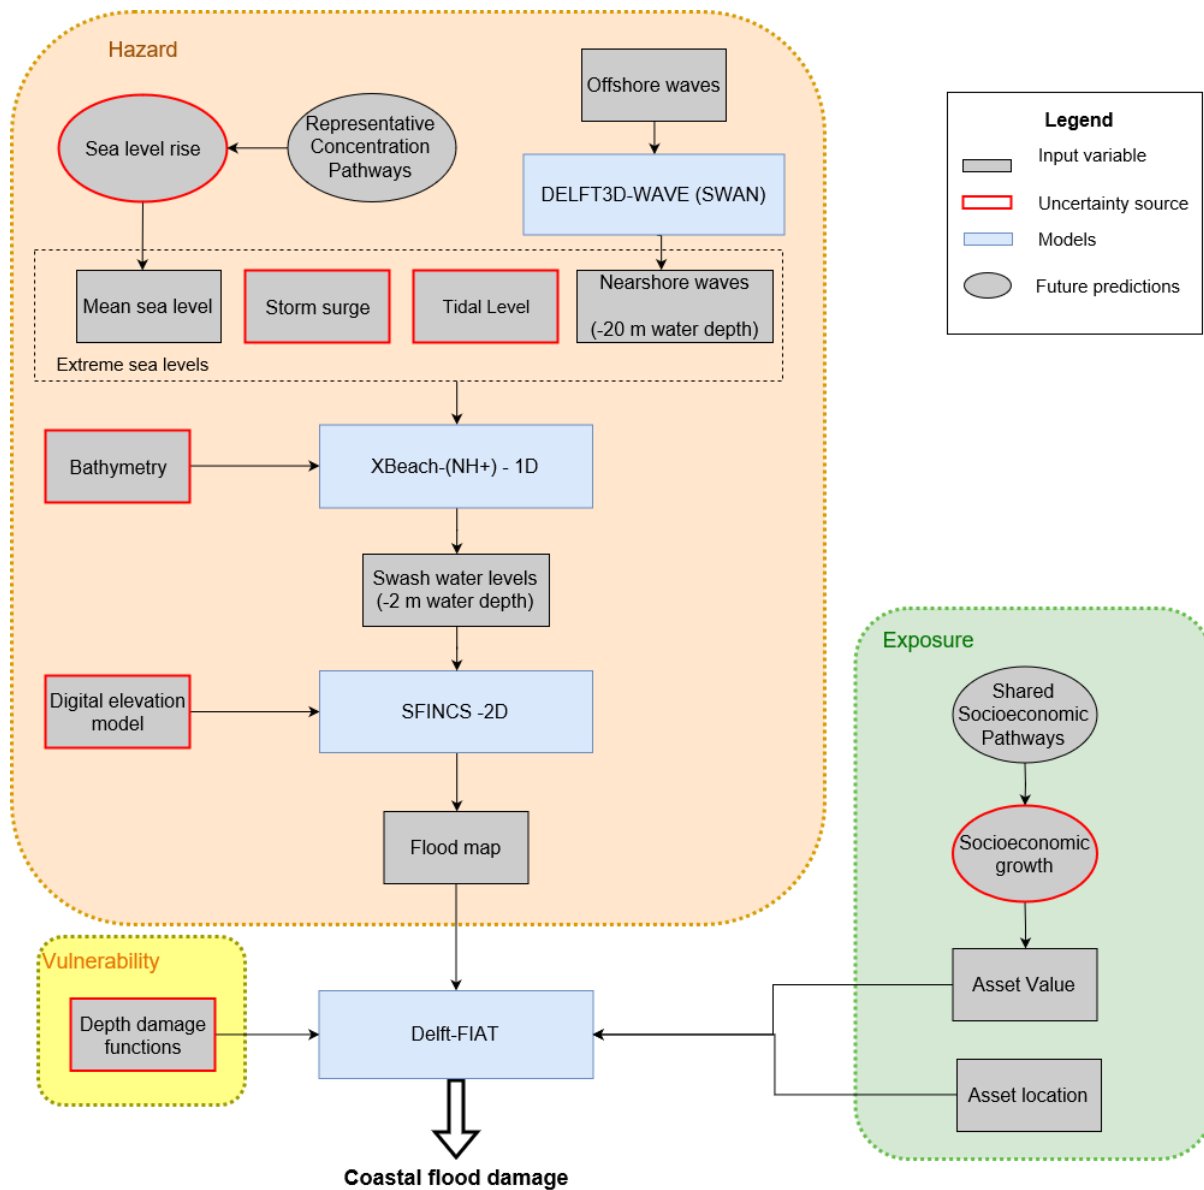 Hazard
Offshore waves
Sea level rise
Representative
Concentration
Pathways
DELFT3D-WAVE (SWAN)
Mean sea level
Storm surge
Tidal Level
Nearshore waves
(-20 m water depth)
Extreme sea levels
Bathymetry
XBeach-(NH+) - 1D
Swash water levels
(-2 m water depth)
Digital elevation
model
SFINCS -2D
Flood map
Vulnerability
Depth damage
functions
Delft-FIAT
Coastal flood damage
Legend
Input variable
Uncertainty source
Models
Future predictions
Exposure
Shared
Socioeconomic
Pathways
Socioeconomic
growth
Asset Value
Asset location